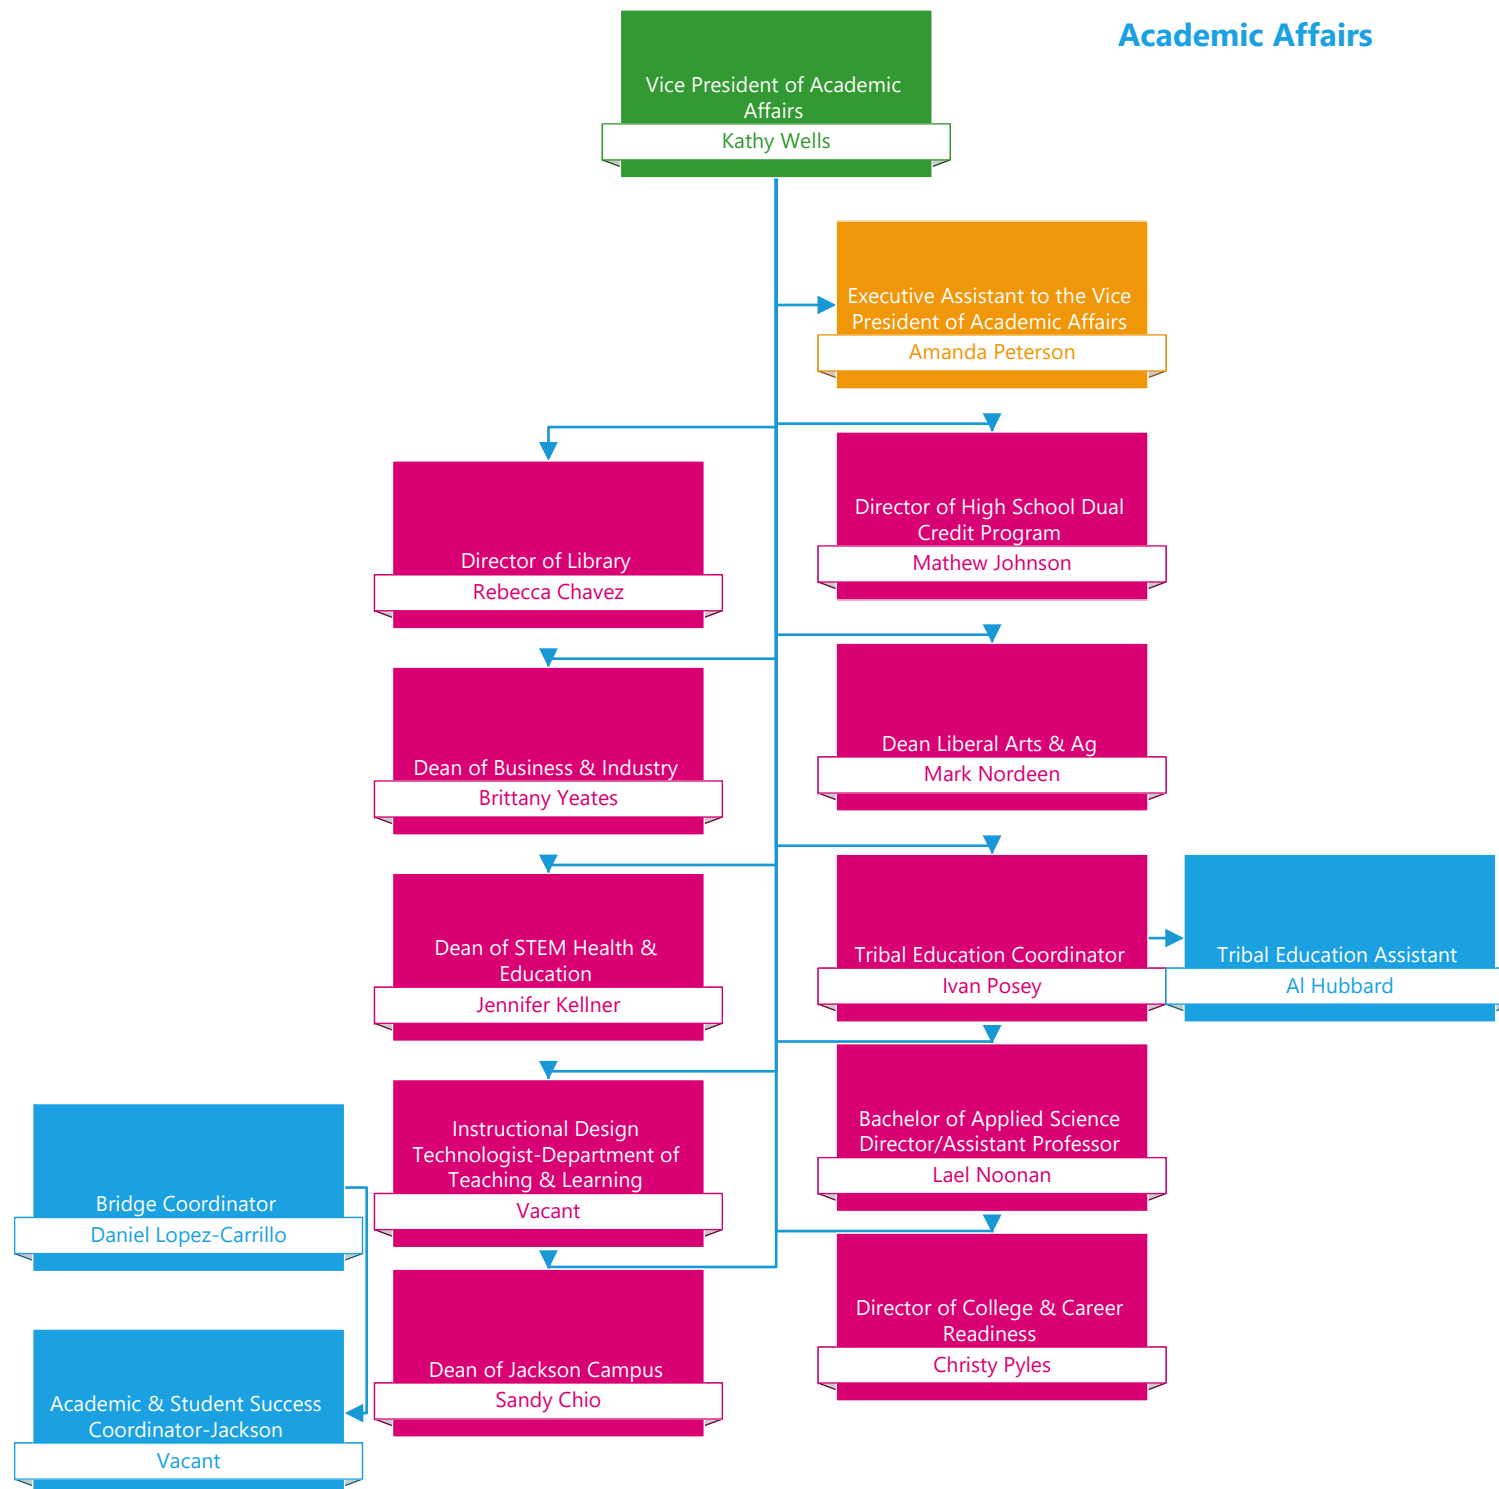 Academic Affairs
Vice President of Academic
Affairs
Kathy Wells
Executive Assistant to the Vice
President of Academic Affairs
Amanda Peterson
Director of Library
Rebecca Chavez
Director of High School Dual
Credit Program
Mathew Johnson
Dean of Business & Industry
Brittany Yeates
Dean Liberal Arts & Ag
Mark Nordeen
Dean of STEM Health &
Education
Jennifer Kellner
Tribal Education Coordinator
Ivan Posey
Tribal Education Assistant
Al Hubbard
Bridge Coordinator
Daniel Lopez-Carrillo
Instructional Design
Technologist-Department of
Teaching & Learning
Vacant
Bachelor of Applied Science
Director/Assistant Professor
Lael Noonan
Academic & Student Success
Coordinator-Jackson
Vacant
Dean of Jackson Campus
Sandy Chio
Director of College & Career
Readiness
Christy Pyles